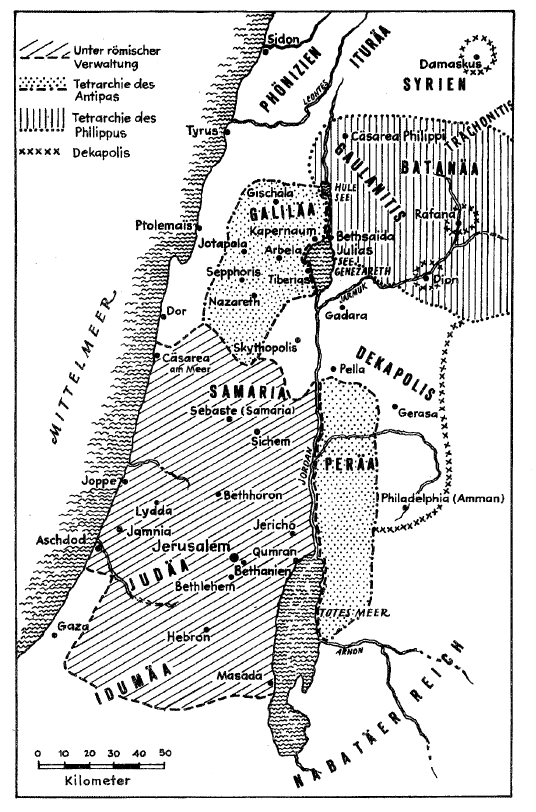 Unter römischer
Verwaltung
Tetrarchie des
Antipas
Tetrarchie des
Philippus
Dekapolis
Sidon
PHÖNIZIEN
ITURÄA
LEONTES
Damaskus
SYRIEN
Tyrus
Cäsarea Philippi
TRACHONITIS
GAULANITIS
BATANÄA
HULE
SEE
Gischala
GALILÄA
Rafana
Ptolemais
Kapernaum
Bethsaida
Julias
Jotapata
Arbela
SEE
GENEZARETH
Sepphoris
Tiberias
Dion
Nazareth
JARMUK
Dor
Gadara
Skythopolis
MITTELMEER
Cäsarea
am Meer
DEKAPOLIS
Pella
SAMARIA
Sebaste (Samaria)
Gerasa
Sichem
JORDAN
PERÄA
Joppe
Bethhoron
Philadelphia (Amman)
Lydda
Jamnia
Jericho
Aschdod
Jerusalem
Qumran
Bethanien
JUDÄA
Bethlehem
TOTES MEER
Gaza
Hebron
ARNON
Masada
IDUMÄA
NABATÄER REICH
0 10 20 30 40 50
Kilometer